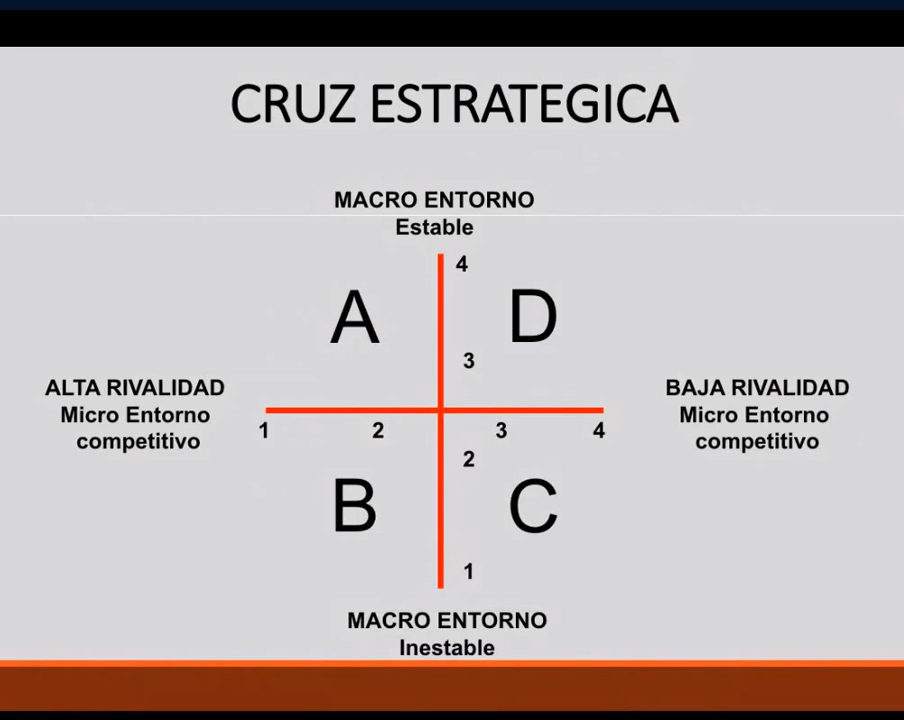 CRUZ ESTRATEGICA
MACRO ENTORNO
Estable
4
A
D
3
ALTA RIVALIDAD
Micro Entorno
competitivo
BAJA RIVALIDAD
Micro Entorno
competitivo
1
2
3
4
2
B
C
1
MACRO ENTORNO
Inestable